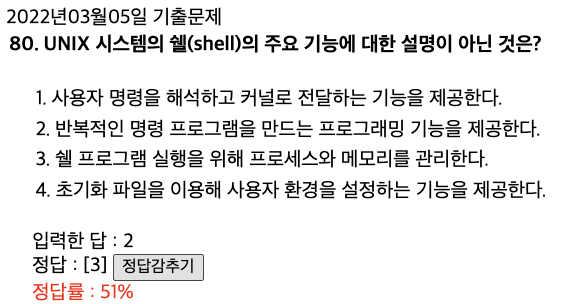 2022년03월05일 기출문제
80. UNIX 시스템의 쉘(shell)의 주요 기능에 대한 설명이 아닌 것은?
1. 사용자 명령을 해석하고 커널로 전달하는 기능을 제공한다.
2. 반복적인 명령 프로그램을 만드는 프로그래밍 기능을 제공한다.
3. 쉘 프로그램 실행을 위해 프로세스와 메모리를 관리한다.
4. 초기화 파일을 이용해 사용자 환경을 설정하는 기능을 제공한다.
입력한 답 : 2
정답 : [3] 정답감추기
정답률 : 51%